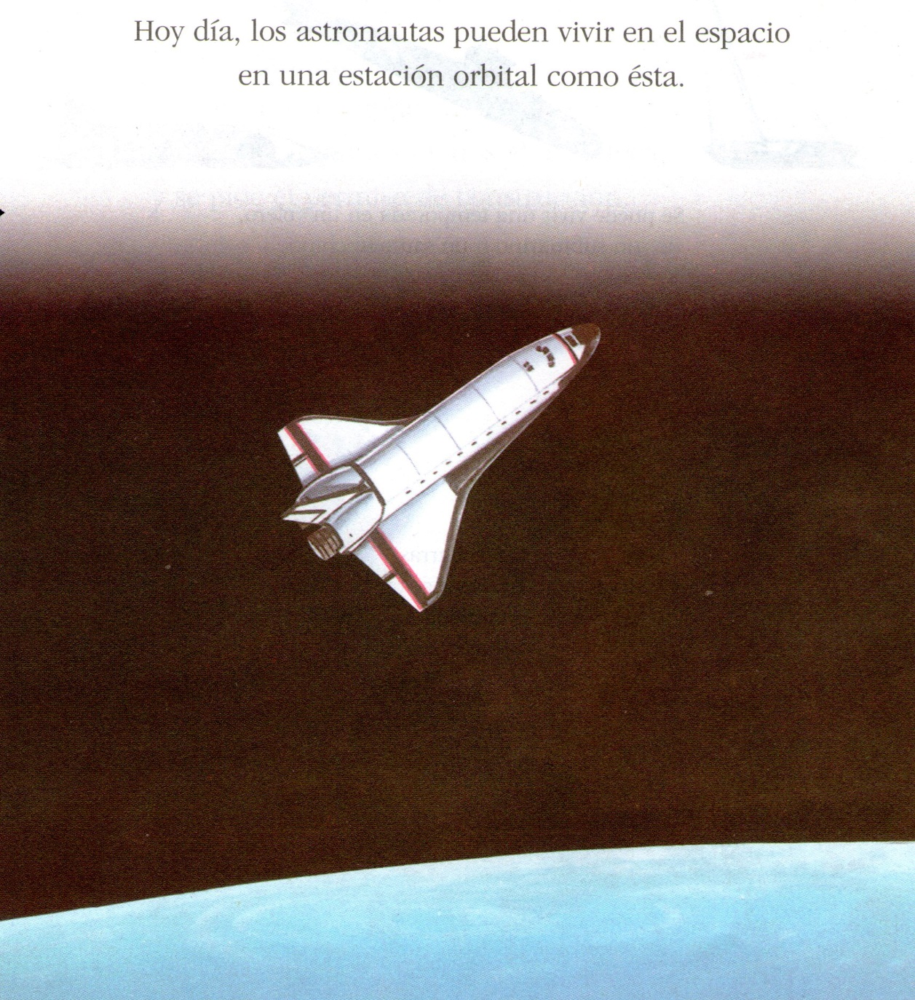 Hoy día, los astronautas pueden vivir en el espacio
en una estación orbital como ésta.